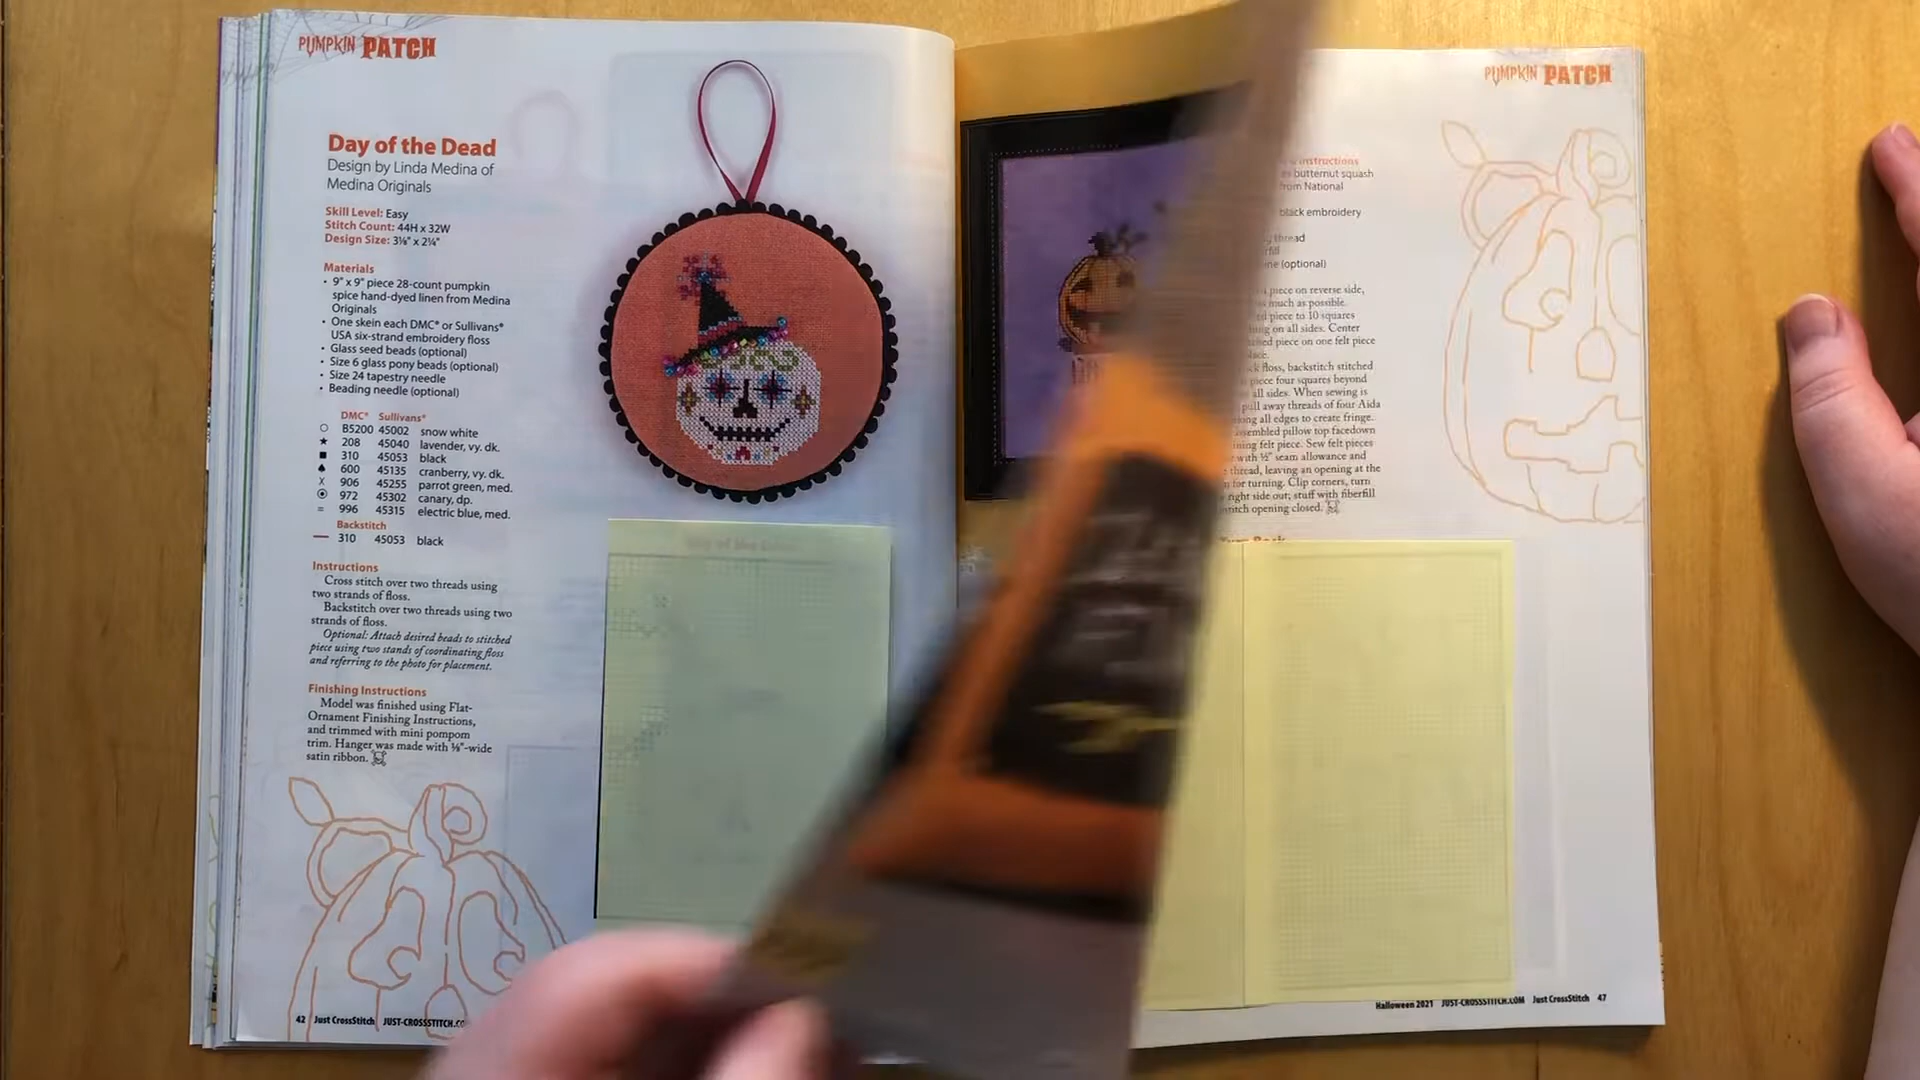 PUMPKIN PATCH
Day of the Dead
Design by Linda Medina of
Medina Originals
Skill Level: Easy
Stitch Count: 44H x 32W
Design Size: 3⅛" x 2¼"
Materials
• 9" x 9" piece 28-count pumpkin
spice hand-dyed linen from Medina
Originals
• One skein each DMC® or Sullivans®
USA six-strand embroidery floss
• Glass seed beads (optional)
• Size 6 glass pony beads (optional)
• Size 24 tapestry needle
• Beading needle (optional)
DMC® Sullivans®
B5200 45002 snow white
208 45040 lavender, vy. dk.
310 45053 black
600 45135 cranberry, vy. dk.
906 45255 parrot green, med.
972 45302 canary, dp.
996 45315 electric blue, med.
Backstitch
310 45053 black
Instructions
Cross stitch over two threads using
two strands of floss.
Backstitch over two threads using two
strands of floss.
Optional: Attach desired beads to stitched
piece using two stands of coordinating floss
and referring to the photo for placement.
Finishing Instructions
Model was finished using Flat-
Ornament Finishing Instructions,
and trimmed with mini pompom
trim. Hanger was made with ⅛"-wide
satin ribbon.
42 Just CrossStitch JUST-CROSSSTITCH.CO
PUMPKIN PATCH
Instructions
butternut squash
from National
black embroidery
thread
(optional)
piece on reverse side,
much as possible.
piece to 10 squares
on all sides. Center
piece on one felt piece
floss, backstitch stitched
piece four squares beyond
all sides. When sewing is
pull away threads of four Aida
along all edges to create fringe.
assembled pillow top facedown
felt piece. Sew felt pieces
with ½" seam allowance and
thread, leaving an opening at the
for turning. Clip corners, turn
right side out; stuff with fiberfill
stitch opening closed.
Halloween 2021 JUST-CROSSSTITCH.COM Just CrossStitch 47